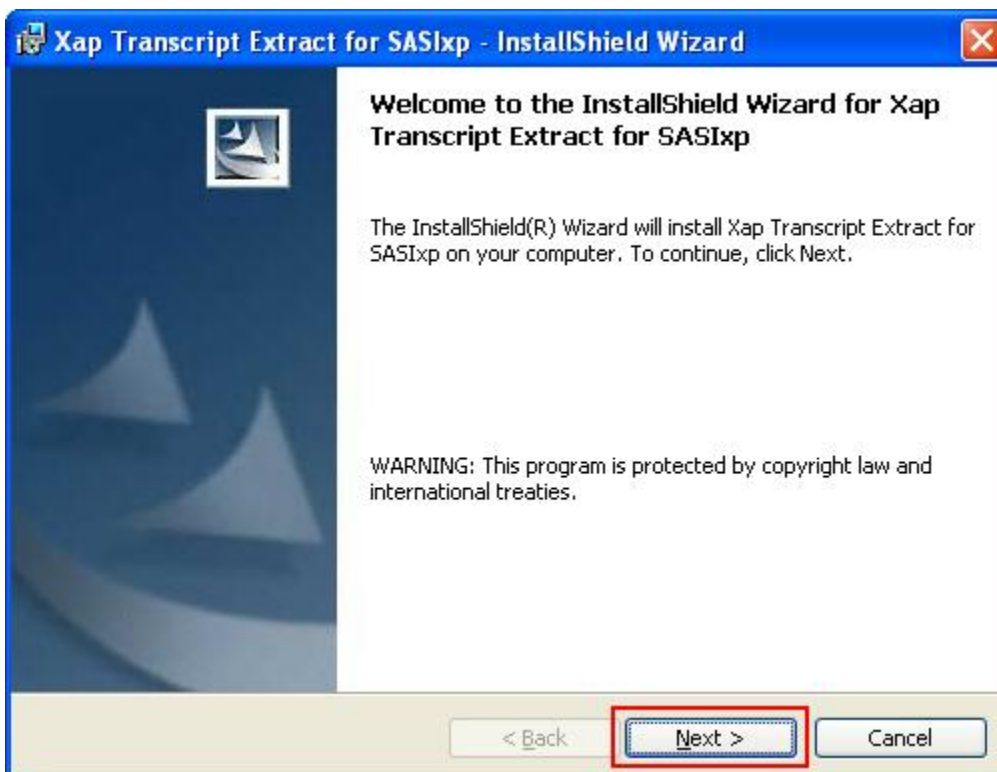 Xap Transcript Extract for SASIxp - InstallShield Wizard
Welcome to the InstallShield Wizard for Xap
Transcript Extract for SASIxp
The InstallShield(R) Wizard will install Xap Transcript Extract for
SASIxp on your computer. To continue, click Next.
WARNING: This program is protected by copyright law and
international treaties.
< Back
Next >
Cancel